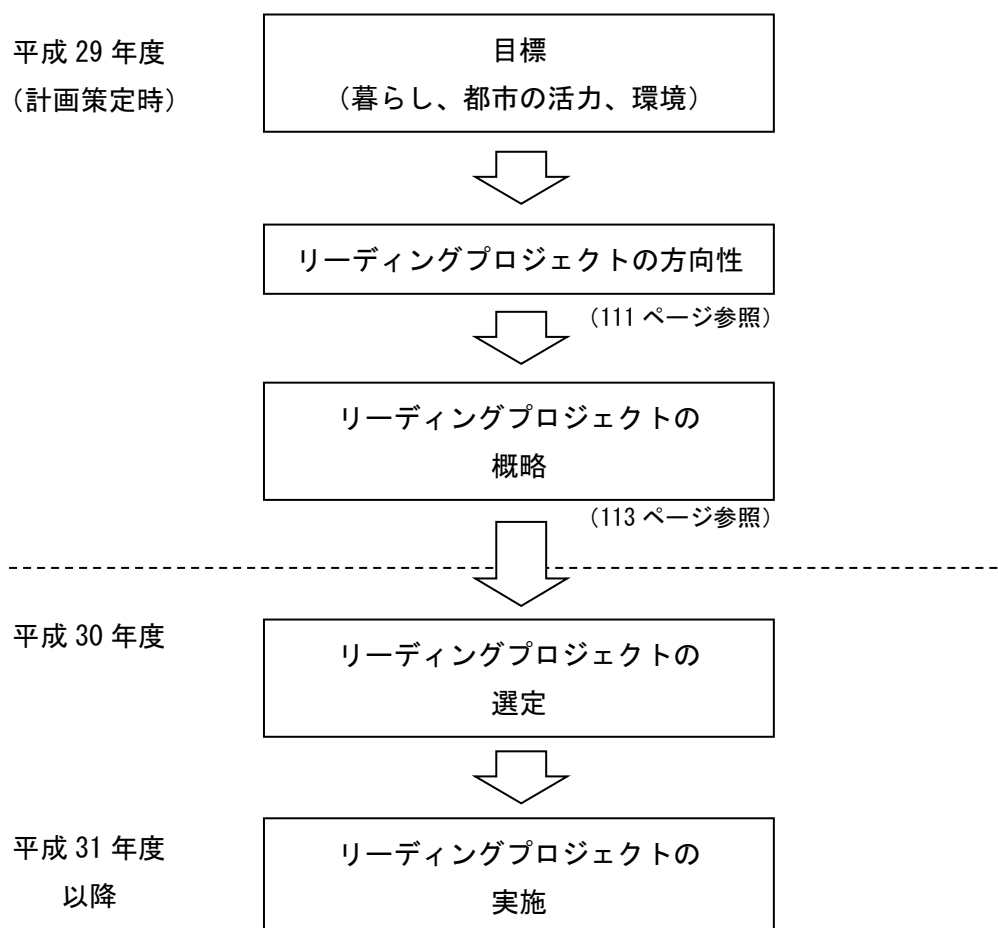 平成 29 年度
（計画策定時）
目標
（暮らし、都市の活力、環境）
リーディングプロジェクトの方向性
（111 ページ参照）
リーディングプロジェクトの
概略
（113 ページ参照）
平成 30 年度
リーディングプロジェクトの
選定
平成 31 年度
以降
リーディングプロジェクトの
実施